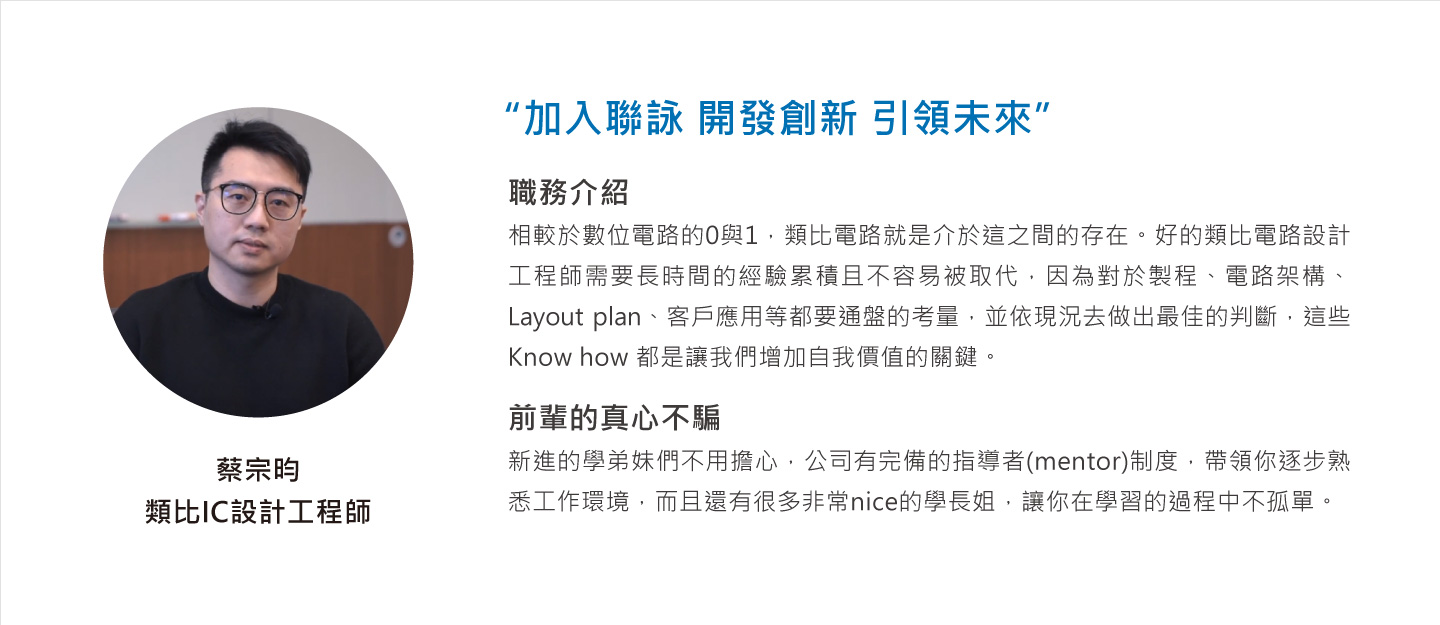 “加入聯詠 開發創新 引領未來”
職務介紹
相較於數位電路的0與1，類比電路就是介於這之間的存在。好的類比電路設計
工程師需要長時間的經驗累積且不容易被取代，因為對於製程、電路架構、
Layout plan、客戶應用等都要通盤的考量，並依現況去做出最佳的判斷，這些
Know how 都是讓我們增加自我價值的關鍵。
前輩的真心不騙
新進的學弟妹們不用擔心，公司有完備的指導者(mentor)制度，帶領你逐步熟
悉工作環境，而且還有很多非常nice的學長姐，讓你在學習的過程中不孤單。
蔡宗昀
類比IC設計工程師